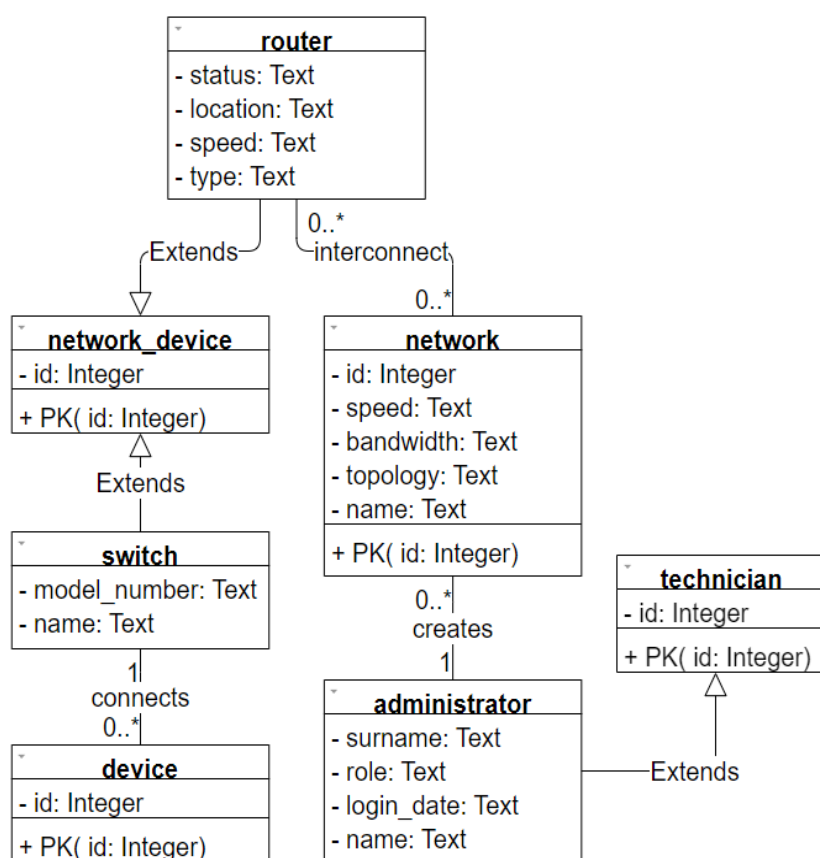 router
- status: Text
- location: Text
- speed: Text
- type: Text
0..*
Extends
interconnect
0..*
network_device
- id: Integer
+ PK( id: Integer)
network
- id: Integer
- speed: Text
- bandwidth: Text
- topology: Text
- name: Text
+ PK( id: Integer)
Extends
switch
- model_number: Text
- name: Text
technician
- id: Integer
+ PK( id: Integer)
0..*
creates
1
1
connects
0..*
administrator
- surname: Text
- role: Text
- login_date: Text
- name: Text
Extends
device
- id: Integer
+ PK( id: Integer)